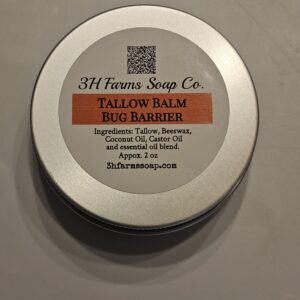 3H Farms Soap Co.
Tallow Balm
Bug Barrier
Ingredients: Tallow, Beeswax,
Coconut Oil, Castor Oil
and essential oil blend.
Appox. 2 oz
3hfarmssoap.com